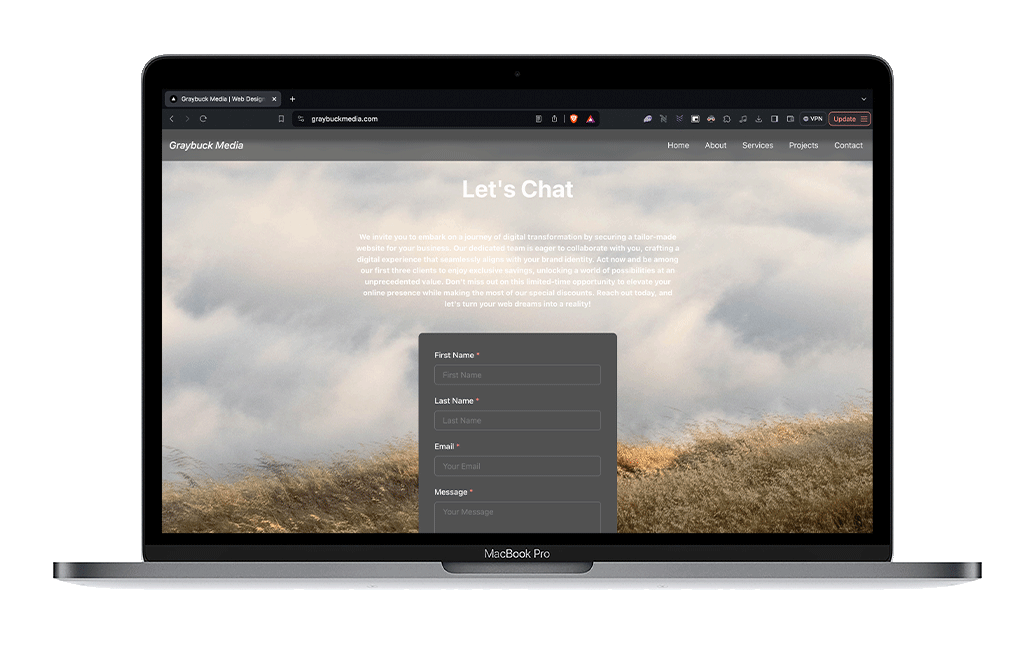 Graybuck Media | Web Design
graybuckmedia.com
VPN
Update
Graybuck Media
Home
About
Services
Projects
Contact
Let's Chat
We invite you to embark on a journey of digital transformation by securing a tailor-made
website for your business. Our dedicated team is eager to collaborate with you, crafting a
digital experience that seamlessly aligns with your brand identity. Act now and be among
our first three clients to enjoy exclusive savings, unlocking a world of possibilities at an
unprecedented value. Don't miss out on this limited-time opportunity to elevate your
online presence while making the most of our special discounts. Reach out today, and
let's turn your web dreams into a reality!
First Name *
First Name
Last Name *
Last Name
Email *
Your Email
Message *
Your Message
MacBook Pro